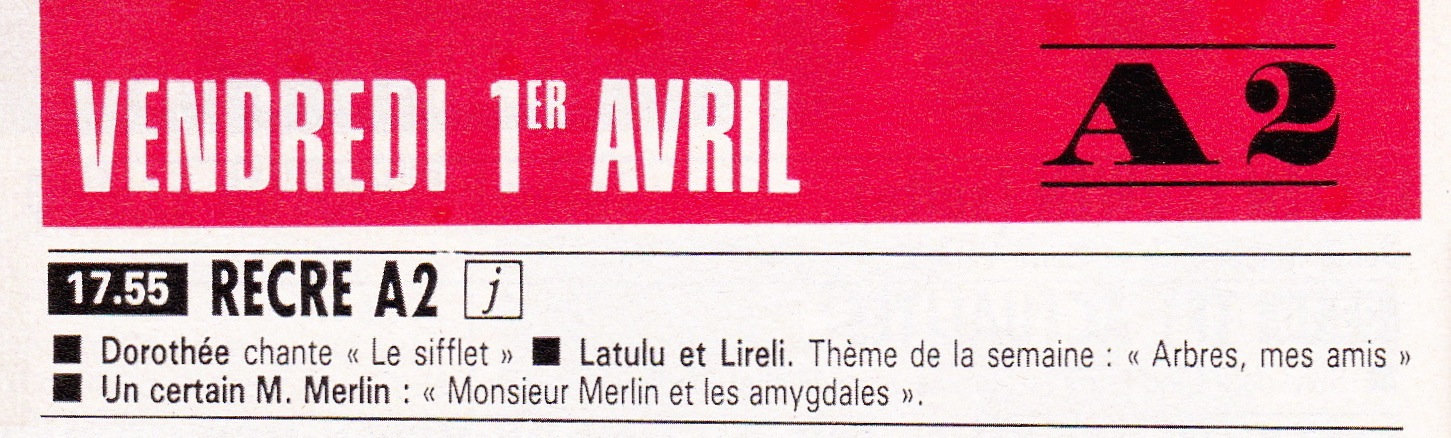 VENDREDI 1ER AVRIL A2
17.55 RECRE A2 j
■ Dorothée chante « Le sifflet » ■ Latulu et Lireli. Thème de la semaine : « Arbres, mes amis »
■ Un certain M. Merlin : « Monsieur Merlin et les amygdales ».